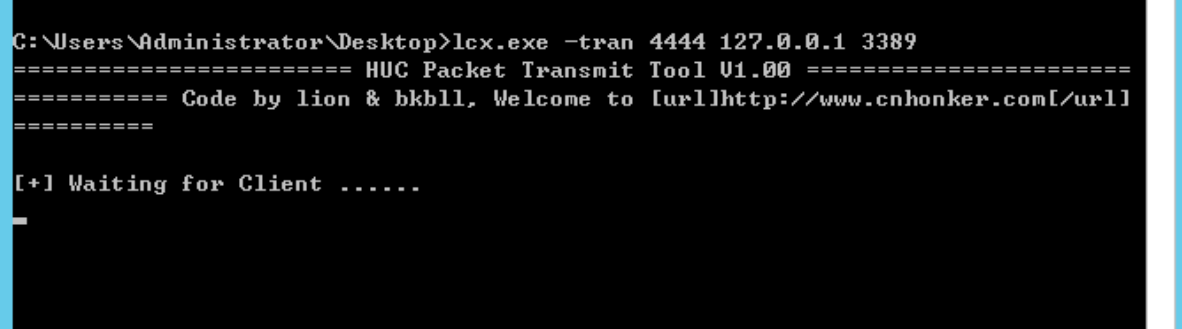 C:\Users\Administrator\Desktop>lcx.exe -tran 4444 127.0.0.1 3389
======================== HUC Packet Transmit Tool V1.00 =======================
=========== Code by lion & bkbll, Welcome to [url]http://www.cnhonker.com[/url]
==========
[+] Waiting for Client ......